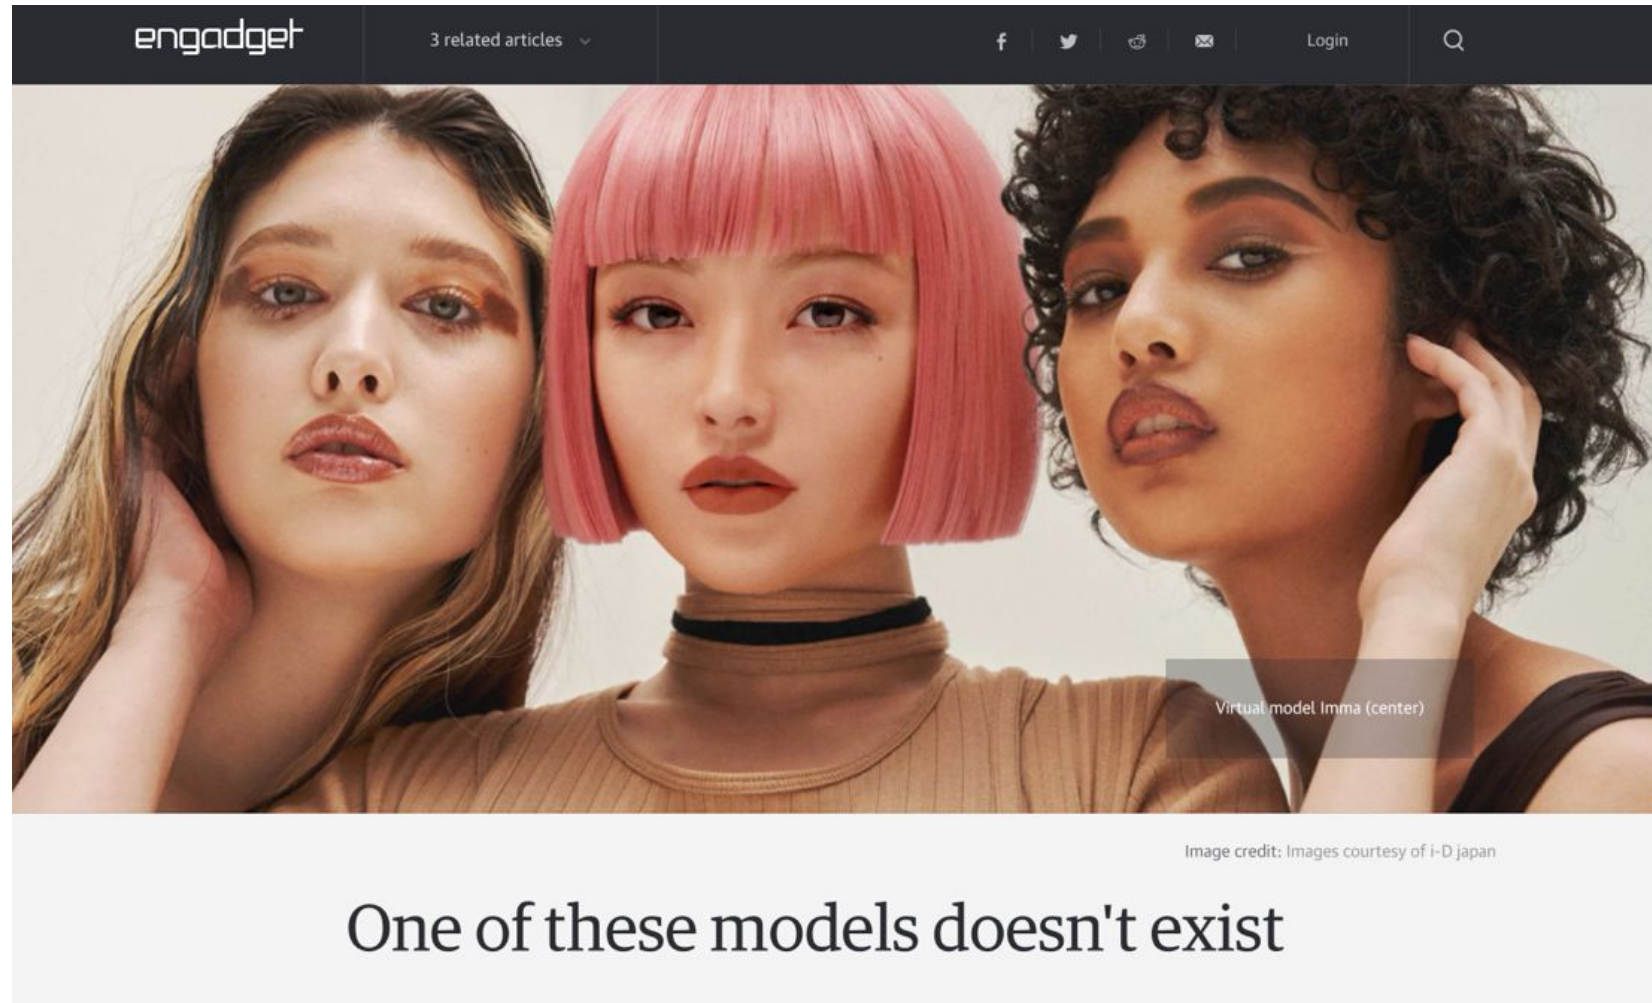 engadget
3 related articles
Login
Virtual model Imma (center)
Image credit: Images courtesy of i-D japan
One of these models doesn't exist